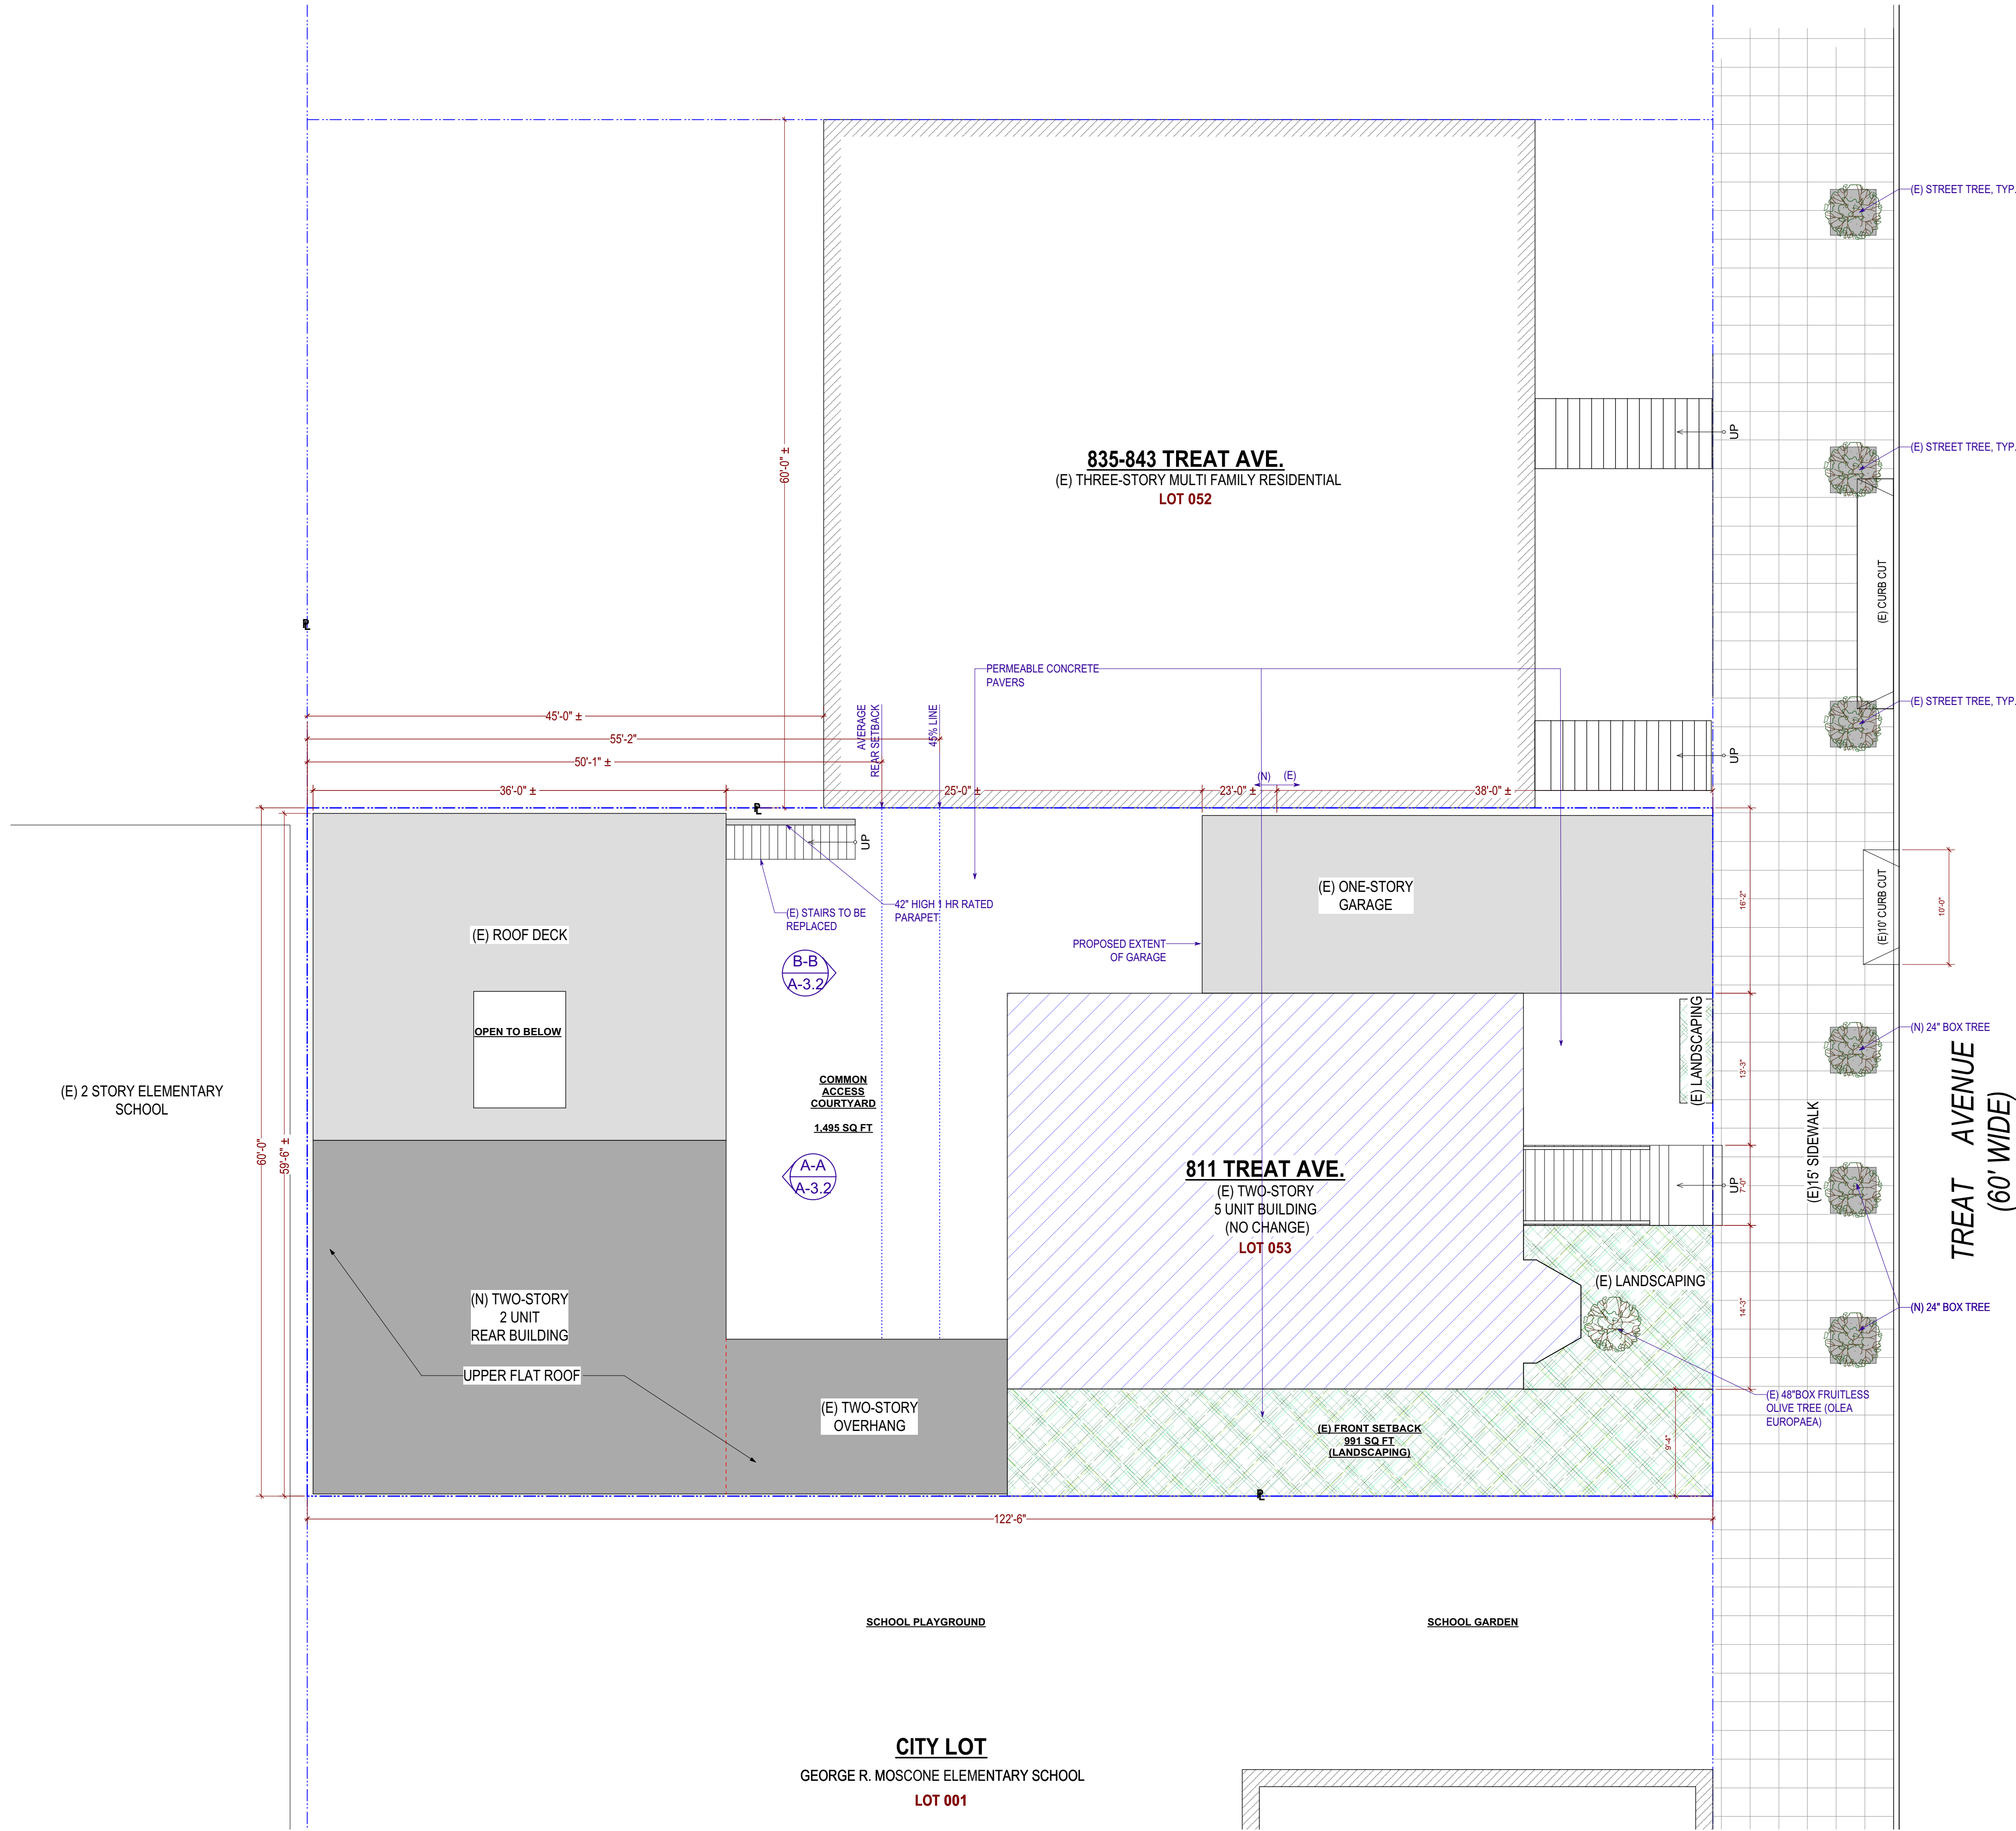 (E) STREET TREE, TYP.
835-843 TREAT AVE.
(E) THREE-STORY MULTI FAMILY RESIDENTIAL
LOT 052
60'-0" ±
UP
(E) STREET TREE, TYP.
(E) CURB CUT
PL
PERMEABLE CONCRETE
PAVERS
(E) STREET TREE, TYP.
UP
45'-0" ±
55'-2"
50'-1" ±
AVERAGE
REAR SETBACK
45% LINE
36'-0" ±
PL
25'-0" ±
23'-0" ±
(N)
(E)
38'-0" ±
UP
(E) STAIRS TO BE
REPLACED
42" HIGH 1 HR RATED
PARAPET
(E) ROOF DECK
OPEN TO BELOW
B-B
A-3.2
PROPOSED EXTENT
OF GARAGE
(E) ONE-STORY
GARAGE
16'-2"
(E)10' CURB CUT
10'-0"
(E) LANDSCAPING
13'-3"
(N) 24" BOX TREE
(E) 2 STORY ELEMENTARY
SCHOOL
60'-0"
59'-6" ±
COMMON
ACCESS
COURTYARD
1,495 SQ FT
A-A
A-3.2
811 TREAT AVE.
(E) TWO-STORY
5 UNIT BUILDING
(NO CHANGE)
LOT 053
UP
7'-0"
(E)15' SIDEWALK
TREAT AVENUE
(60' WIDE)
(E) LANDSCAPING
14'-3"
(N) 24" BOX TREE
(N) TWO-STORY
2 UNIT
REAR BUILDING
UPPER FLAT ROOF
(E) TWO-STORY
OVERHANG
(E) FRONT SETBACK
991 SQ FT
(LANDSCAPING)
9'-4"
(E) 48"BOX FRUITLESS
OLIVE TREE (OLEA
EUROPAEA)
PL
122'-6"
SCHOOL PLAYGROUND
SCHOOL GARDEN
CITY LOT
GEORGE R. MOSCONE ELEMENTARY SCHOOL
LOT 001